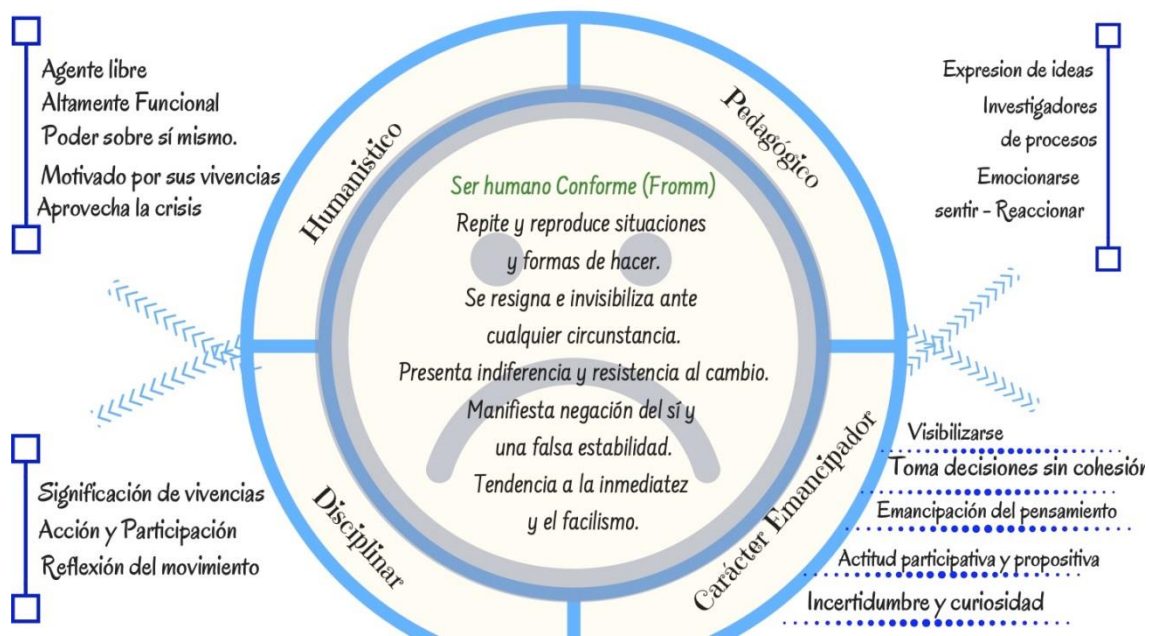 Agente libre
Altamente Funcional
Poder sobre sí mismo.
Motivado por sus vivencias
Aprovecha la crisis
Humanístico
Pedagógico
Expresion de ideas
Investigadores
de procesos
Emocionarse
sentir - Reaccionar
Ser humano Conforme (Fromm)
Repite y reproduce situaciones
y formas de hacer.
Se resigna e invisibiliza ante
cualquier circunstancia.
Presenta indiferencia y resistencia al cambio.
Manifiesta negación del sí y
una falsa estabilidad.
Tendencia a la inmediatez
y el facilismo.
Significación de vivencias
Acción y Participación
Reflexión del movimiento
Disciplinar
Carácter Emancipador
Visibilizarse
Toma decisiones sin cohesión
Emancipación del pensamiento
Actitud participativa y propositiva
Incertidumbre y curiosidad